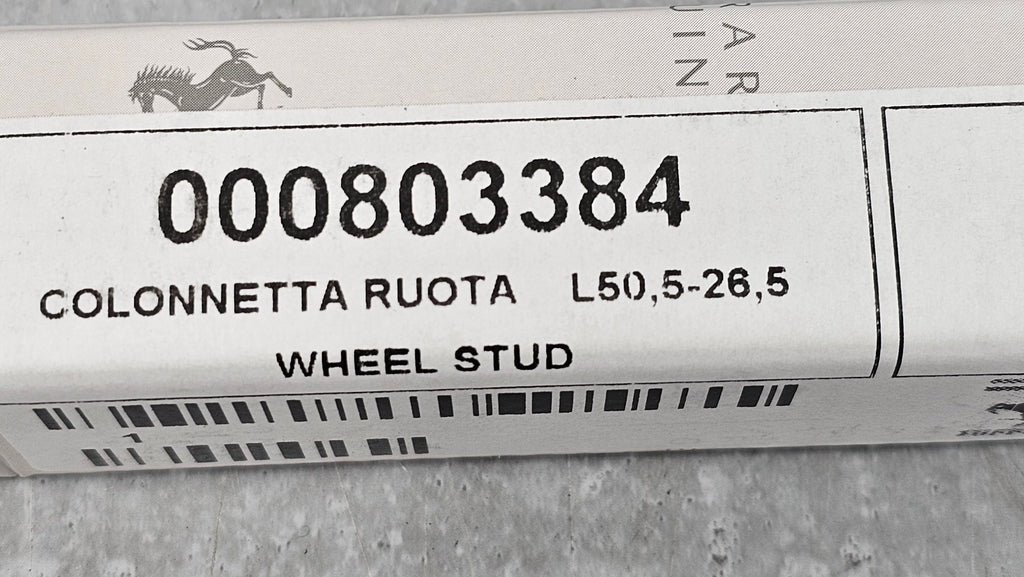 000803384
COLONNETTA RUOTA L50,5-26,5
WHEEL STUD
1